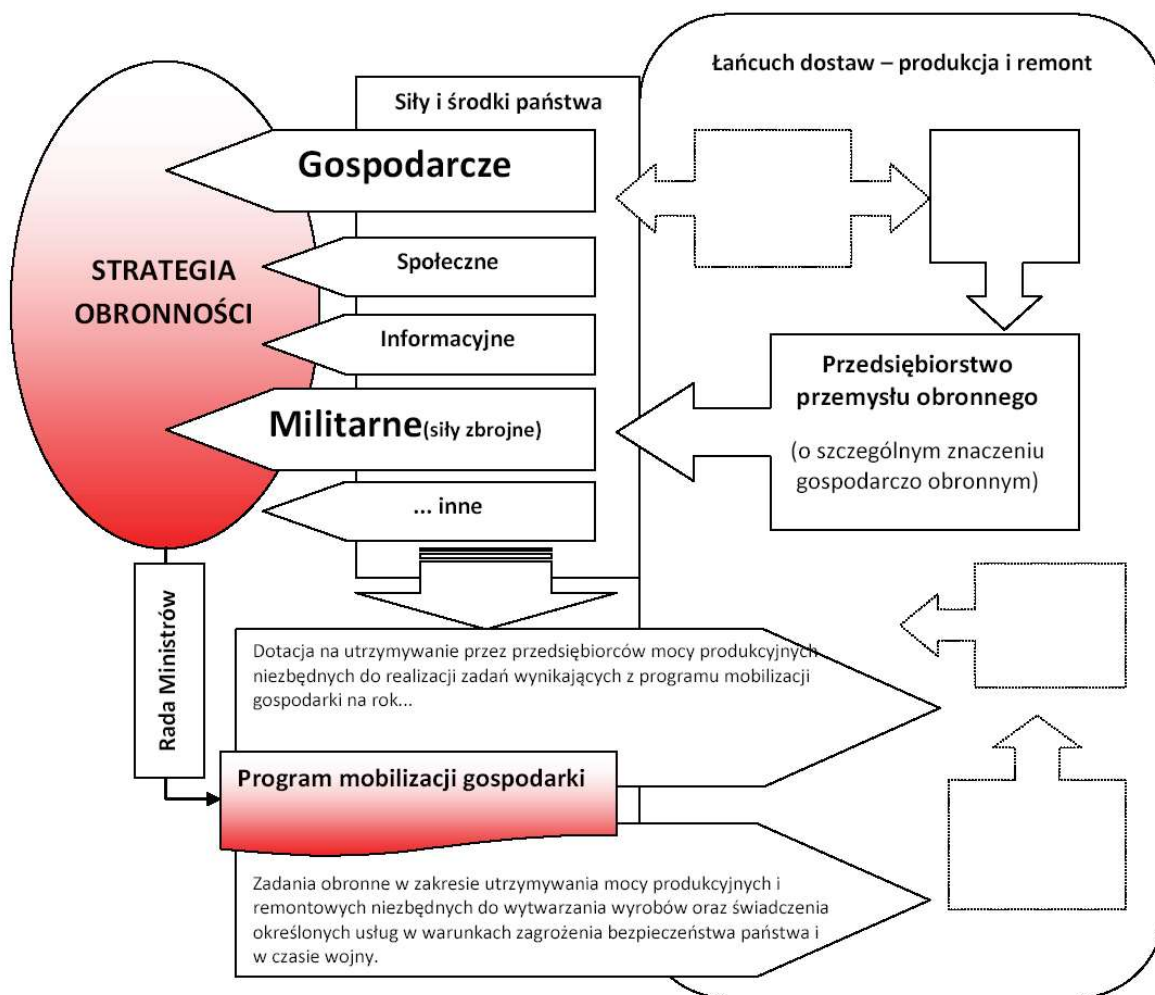 Łańcuch dostaw – produkcja i remont
Siły i środki państwa
Gospodarcze
STRATEGIA
OBRONNOŚCI
Społeczne
Informacyjne
Militarne(siły zbrojne)
... inne
Przedsiębiorstwo
przemysłu obronnego
(o szczególnym znaczeniu
gospodarczo obronnym)
Rada Ministrów
Dotacja na utrzymywanie przez przedsiębiorców mocy produkcyjnych
niezbędnych do realizacji zadań wynikających z programu mobilizacji
gospodarki na rok...
Program mobilizacji gospodarki
Zadania obronne w zakresie utrzymywania mocy produkcyjnych i
remontowych niezbędnych do wytwarzania wyrobów oraz świadczenia
określonych usług w warunkach zagrożenia bezpieczeństwa państwa i
w czasie wojny.